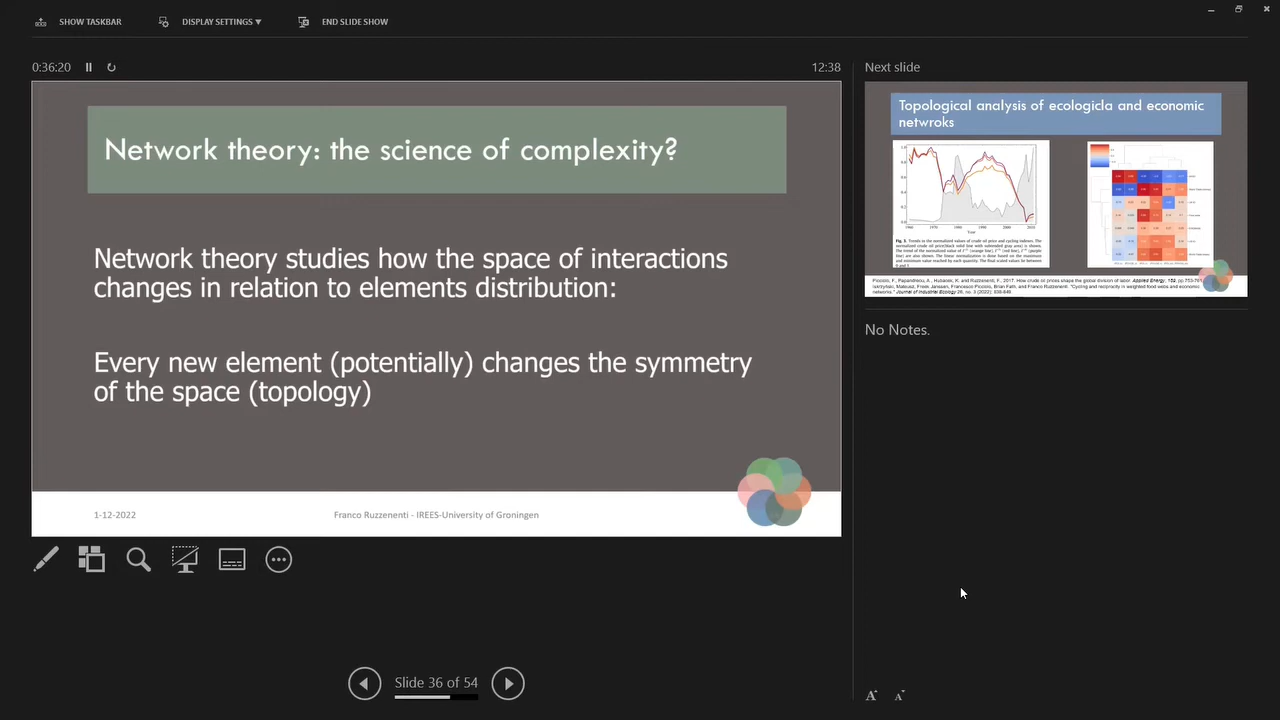 SHOW TASKBAR
DISPLAY SETTINGS
END SLIDE SHOW
0:36:20
12:38
Network theory: the science of complexity?
Network theory studies how the space of interactions
changes in relation to elements distribution:
Every new element (potentially) changes the symmetry
of the space (topology)
1-12-2022
Franco Ruzzenenti - IREES-University of Groningen
Slide 36 of 54
Next slide
Topological analysis of ecologicla and economic
netwroks
No Notes.